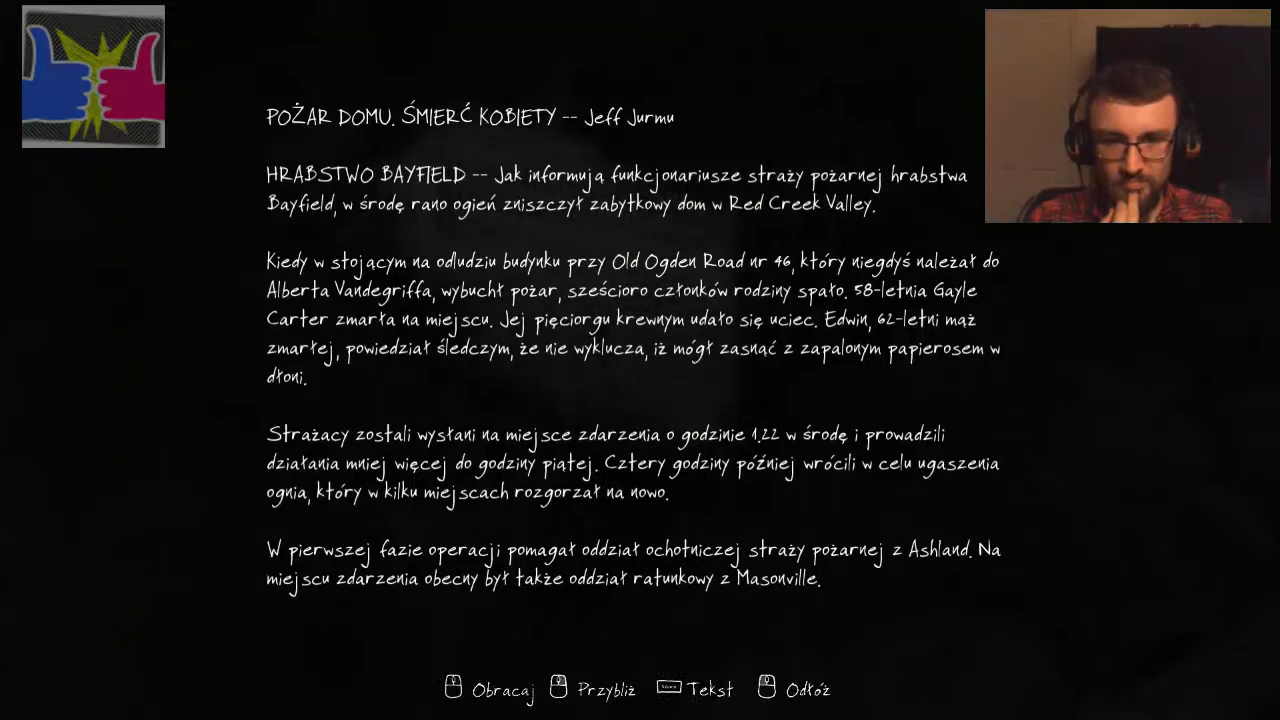 POŻAR DOMU. ŚMIERĆ KOBIETY -- Jeff Jurmu
HRABSTWO BAYFIELD -- Jak informują funkcjonariusze straży pożarnej hrabstwa
Bayfield, w środę rano ogień zniszczył zabytkowy dom w Red Creek Valley.
Kiedy w stojącym na odludziu budynku przy Old Ogden Road nr 46, który niegdyś należał do
Alberta Vandegriffa, wybuchł pożar, sześcioro członków rodziny spało. 58-letnia Gayle
Carter zmarła na miejscu. Jej pięciorgu krewnym udało się uciec. Edwin, 62-letni mąż
zmarłej, powiedział śledczym, że nie wyklucza, iż mógł zasnąć z zapalonym papierosem w
dłoni.
Strażacy zostali wysłani na miejsce zdarzenia o godzinie 1.22 w środę i prowadzili
działania mniej więcej do godziny piątej. Cztery godziny później wrócili w celu ugaszenia
ognia, który w kilku miejscach rozgorzał na nowo.
W pierwszej fazie operacji pomagał oddział ochotniczej straży pożarnej z Ashland. Na
miejscu zdarzenia obecny był także oddział ratunkowy z Masonville.
Obracaj Przybliż Tekst Odłóż